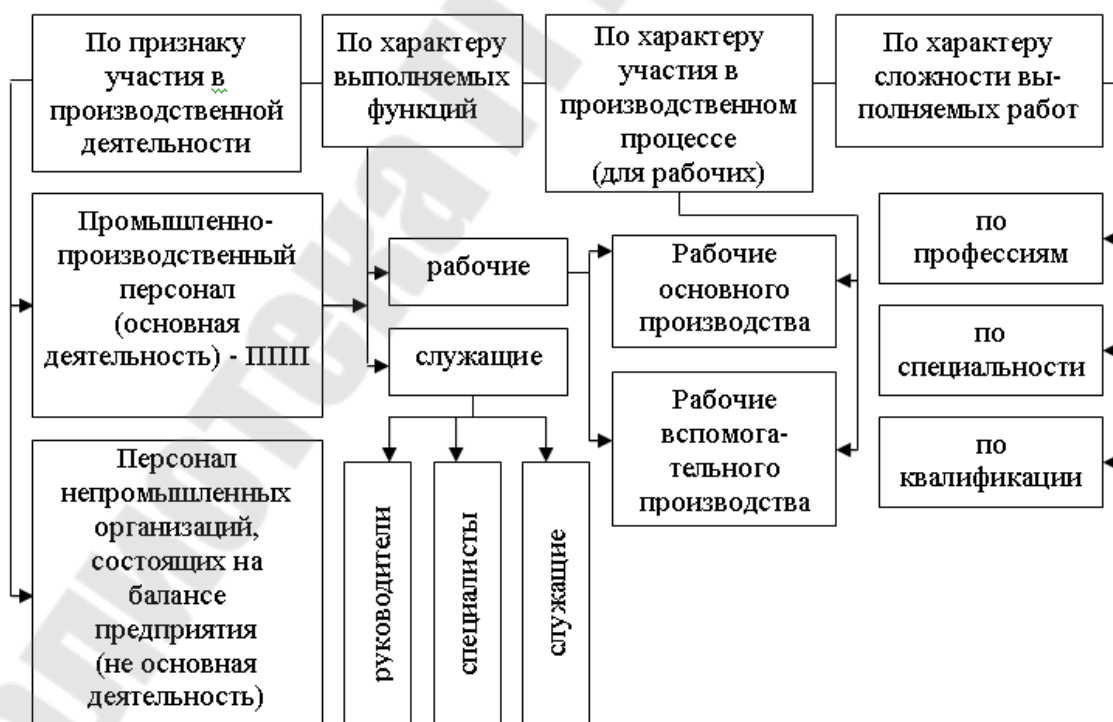 По признаку
участия в
производственной
деятельности
По характеру
выполняемых
функций
По характеру
участия в
производственном
процессе
(для рабочих)
По характеру
сложности вы-
полняемых работ
Промышленно-
производственный
персонал
(основная
деятельность) - ППП
рабочие
служащие
Рабочие
основного
производства
Рабочие
вспомога-
тельного
производства
по
профессиям
по
специальности
по
квалификации
Персонал
непромышленных
организаций,
состоящих на
балансе
предприятия
(не основная
деятельность)
руководители
специалисты
служащие